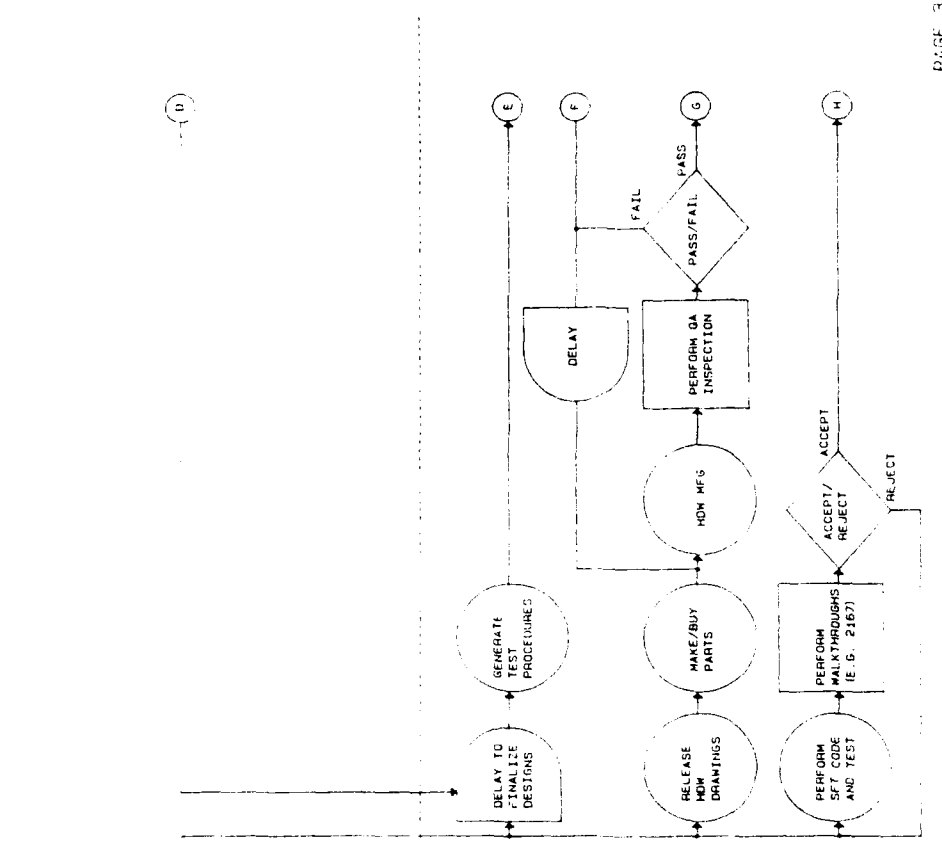 D
DELAY TO
FINALIZE
DESIGNS
GENERATE
TEST
PROCEDURES
E
DELAY
F
RELEASE
HDW
DRAWINGS
MAKE/BUY
PARTS
HDW MFG
PERFORM QA
INSPECTION
PASS/FAIL
FAIL
PASS
G
PERFORM
SFT CODE
AND TEST
PERFORM
WALKTHROUGHS
(E.G. 2167)
ACCEPT/
REJECT
ACCEPT
REJECT
H
PAGE 3